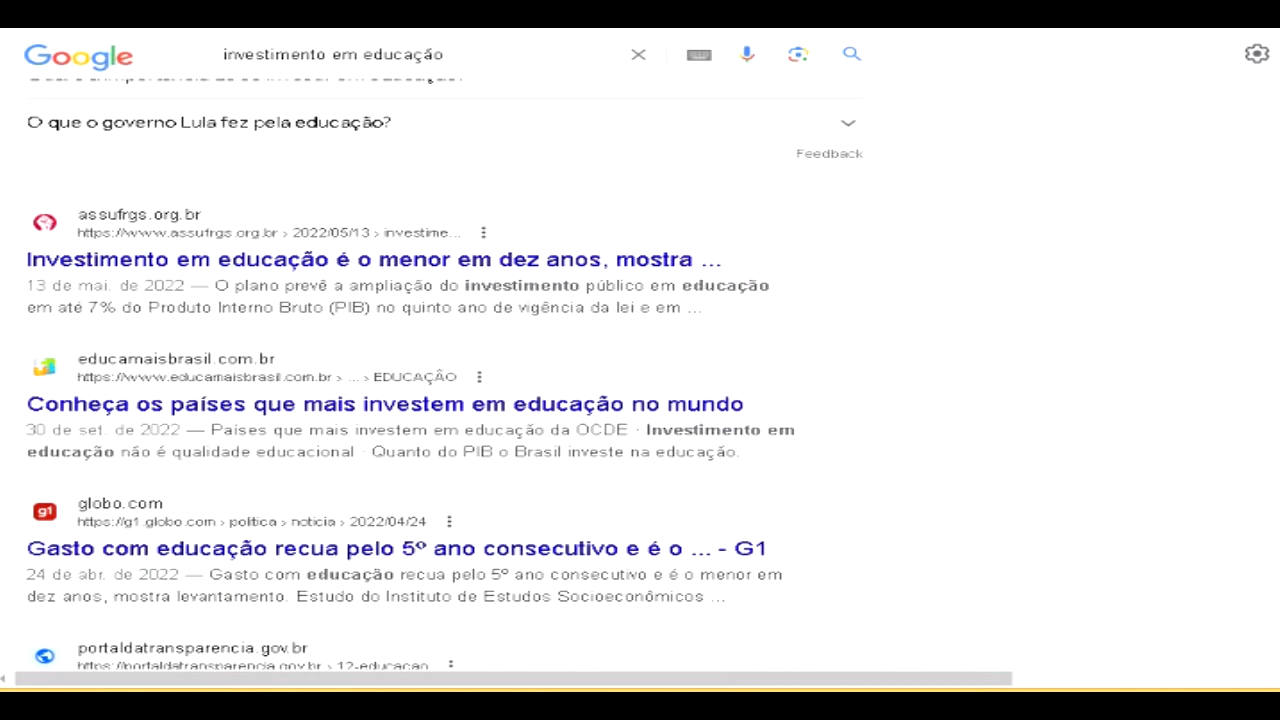 Google
investimento em educação
O que o governo Lula fez pela educação?
Feedback
assufrgs.org.br
https://www.assufrgs.org.br › 2022/05/13 › investime...
Investimento em educação é o menor em dez anos, mostra ...
13 de mai. de 2022 — O plano prevê a ampliação do investimento público em educação
em até 7% do Produto Interno Bruto (PIB) no quinto ano de vigência da lei e em ...
educamaisbrasil.com.br
https://www.educamaisbrasil.com.br › ... › EDUCAÇÃO
Conheça os países que mais investem em educação no mundo
30 de set. de 2022 — Países que mais investem em educação da OCDE · Investimento em
educação não é qualidade educacional · Quanto do PIB o Brasil investe na educação.
g1
globo.com
https://g1.globo.com › politica › noticia › 2022/04/24
Gasto com educação recua pelo 5º ano consecutivo e é o ... - G1
24 de abr. de 2022 — Gasto com educação recua pelo 5º ano consecutivo e é o menor em
dez anos, mostra levantamento. Estudo do Instituto de Estudos Socioeconômicos ...
portaldatransparencia.gov.br
https://portaldatransparencia.gov.br › 12-educacao